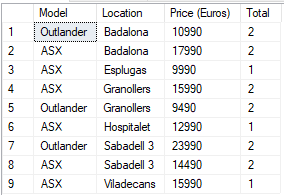 Model Location Price (Euros) Total
1 Outlander Badalona 10990 2
2 ASX Badalona 17990 2
3 ASX Esplugas 9990 1
4 ASX Granollers 15990 2
5 Outlander Granollers 9490 2
6 ASX Hospitalet 12990 1
7 Outlander Sabadell 3 23990 2
8 ASX Sabadell 3 14490 2
9 ASX Viladecans 15990 1